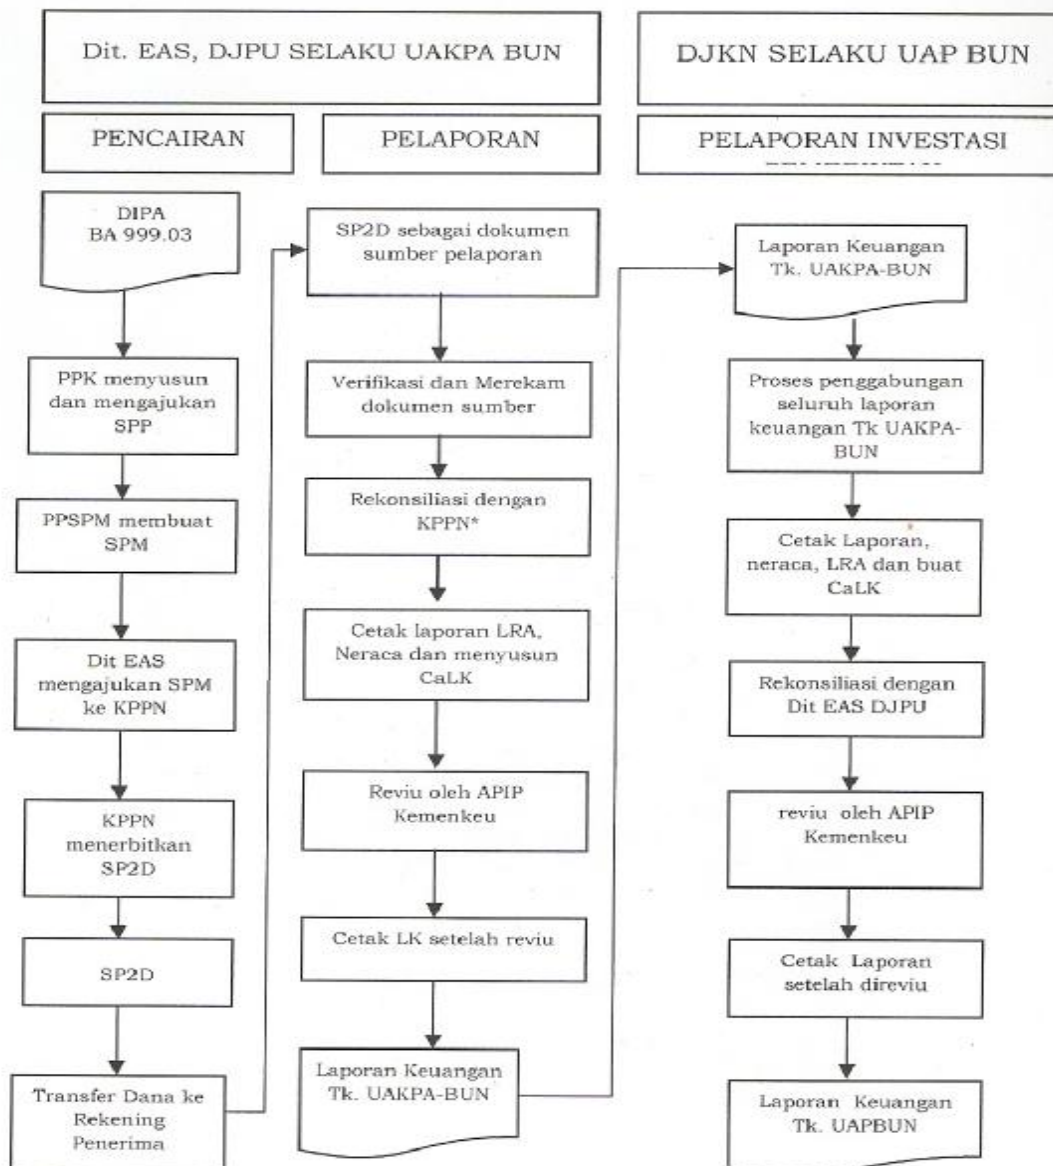 Dit. EAS, DJPU SELAKU UAKPA BUN
DJKN SELAKU UAP BUN
PENCAIRAN
PELAPORAN
PELAPORAN INVESTASI
DIPA
BA 999.03
PPK menyusun
dan mengajukan
SPP
PPSPM membuat
SPM
Dit EAS
mengajukan SPM
ke KPPN
KPPN
menerbitkan
SP2D
SP2D
Transfer Dana ke
Rekening
Penerima
SP2D sebagai dokumen
sumber pelaporan
Verifikasi dan Merekam
dokumen sumber
Rekonsiliasi dengan
KPPN*
Cetak laporan LRA,
Neraca dan menyusun
CaLK
Reviu oleh APIP
Kemenkeu
Cetak LK setelah reviu
Laporan Keuangan
Tk. UAKPA-BUN
Laporan Keuangan
Tk. UAKPA-BUN
Proses penggabungan
seluruh laporan
keuangan Tk UAKPA-
BUN
Cetak Laporan,
neraca, LRA dan buat
CaLK
Rekonsiliasi dengan
Dit EAS DJPU
reviu oleh APIP
Kemenkeu
Cetak Laporan
setelah direviu
Laporan Keuangan
Tk. UAPBUN